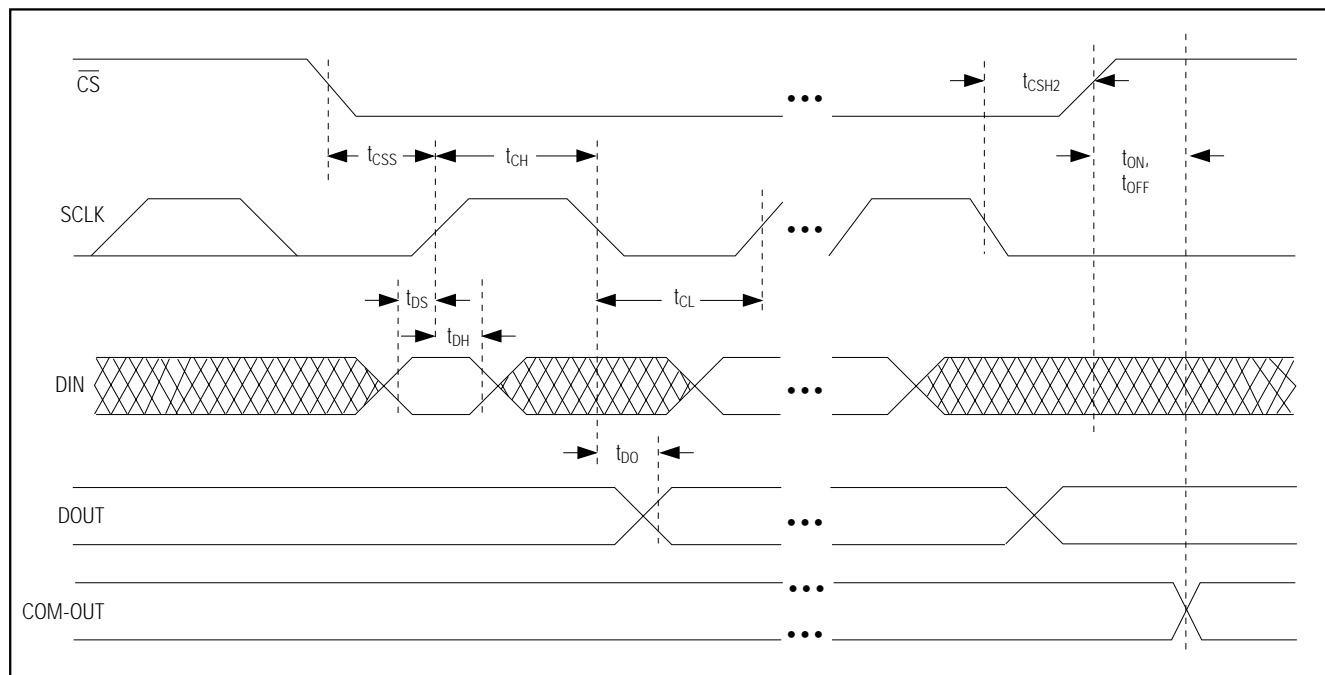 CS
tCSH2
tCSS
tCH
tON,
tOFF
SCLK
tDS
tCL
tDH
DIN
•••
tDO
DOUT
•••
COM-OUT
•••
•••